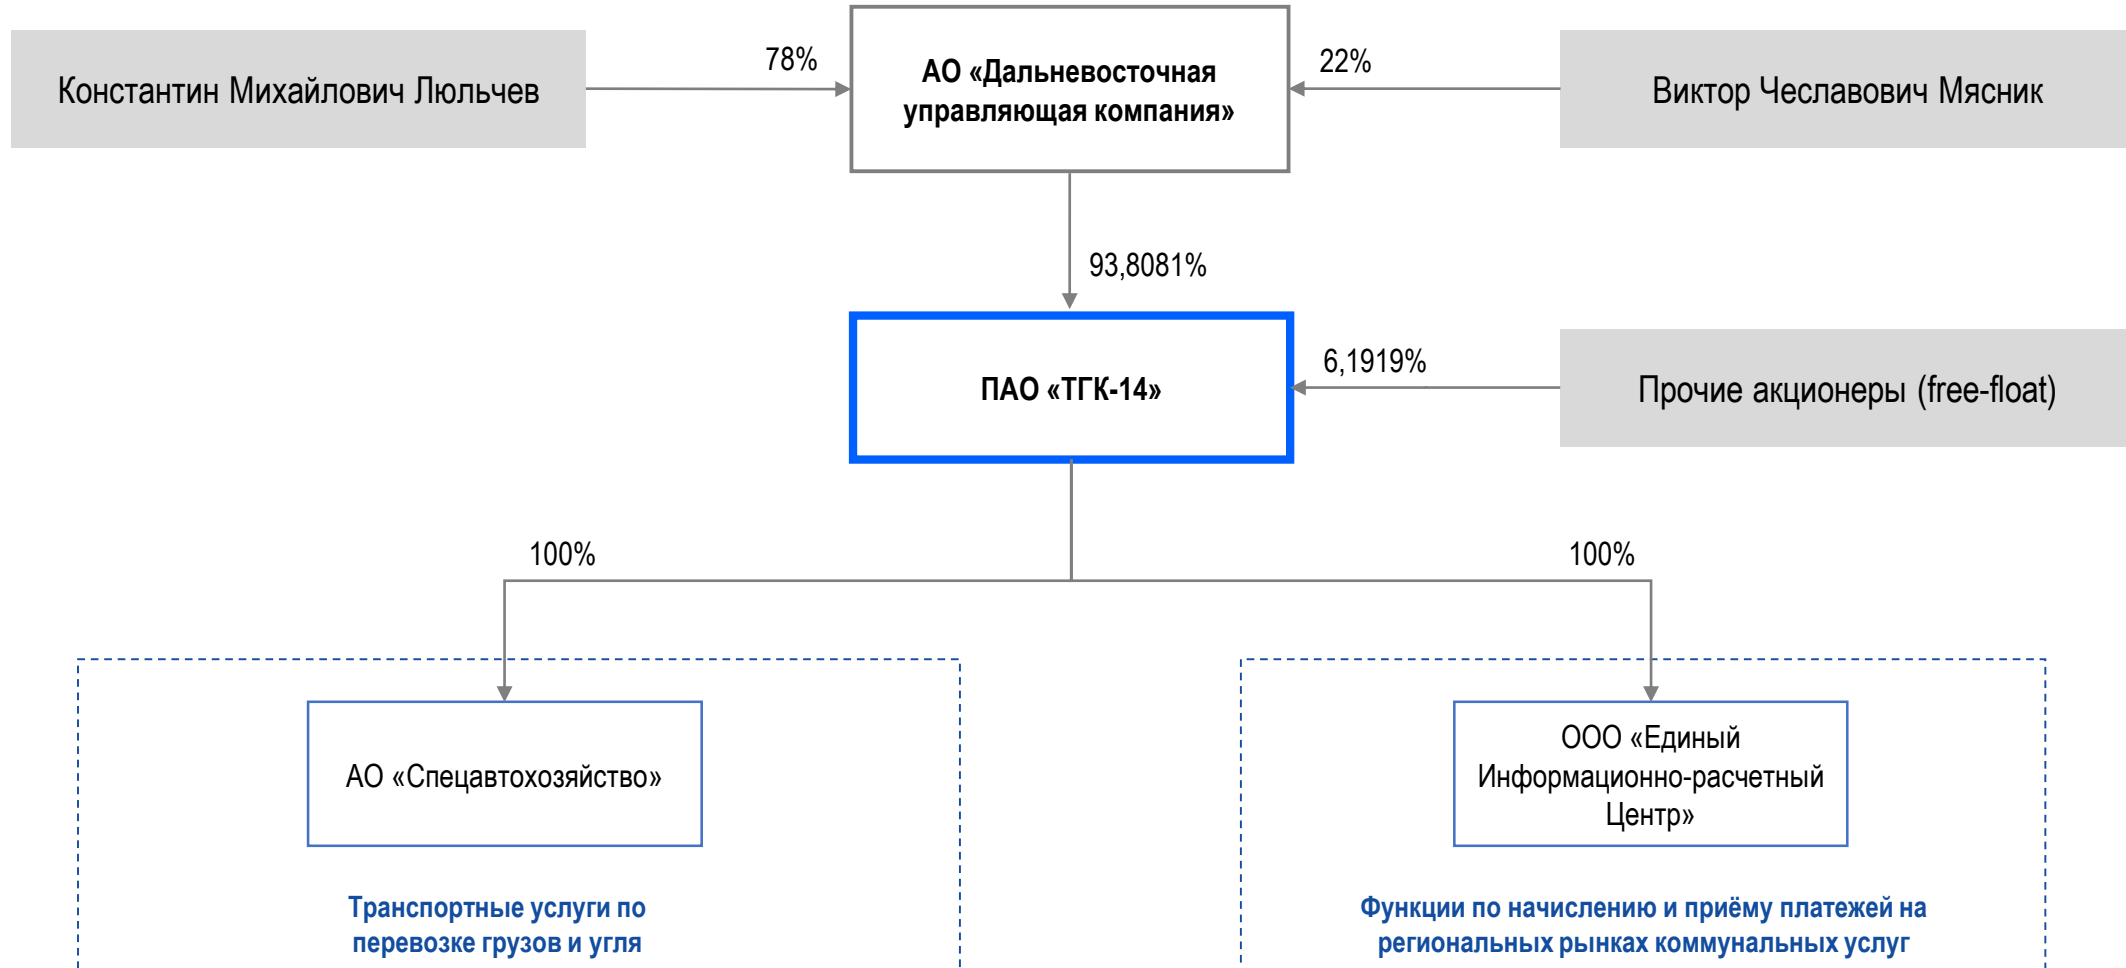 78%
АО «Дальневосточная
управляющая компания»
22%
Константин Михайлович Люльчев
Виктор Чеславович Мясник
93,8081%
ПАО «ТГК-14»
6,1919%
Прочие акционеры (free-float)
100%
100%
АО «Спецавтохозяйство»
ООО «Единый
Информационно-расчетный
Центр»
Транспортные услуги по
перевозке грузов и угля
Функции по начислению и приёму платежей на
региональных рынках коммунальных услуг